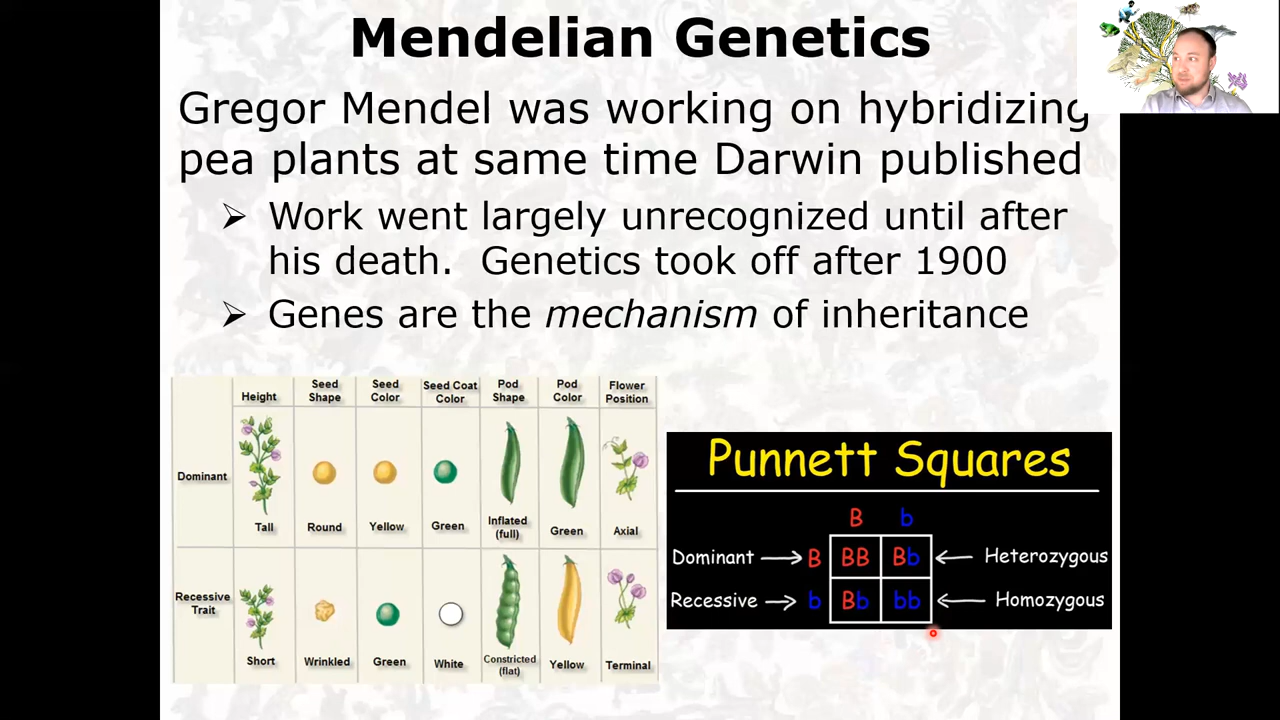 Mendelian Genetics
Gregor Mendel was working on hybridizing
pea plants at same time Darwin published
➢ Work went largely unrecognized until after
his death.  Genetics took off after 1900
➢ Genes are the mechanism of inheritance
Height
Seed Shape
Seed Color
Seed Coat Color
Pod Shape
Pod Color
Flower Position
Dominant
Tall
Round
Yellow
Green
Inflated (full)
Green
Axial
Recessive Trait
Short
Wrinkled
Green
White
Constricted (flat)
Yellow
Terminal
Punnett Squares
B b
Dominant → B BB Bb ← Heterozygous
Recessive → b Bb bb ← Homozygous